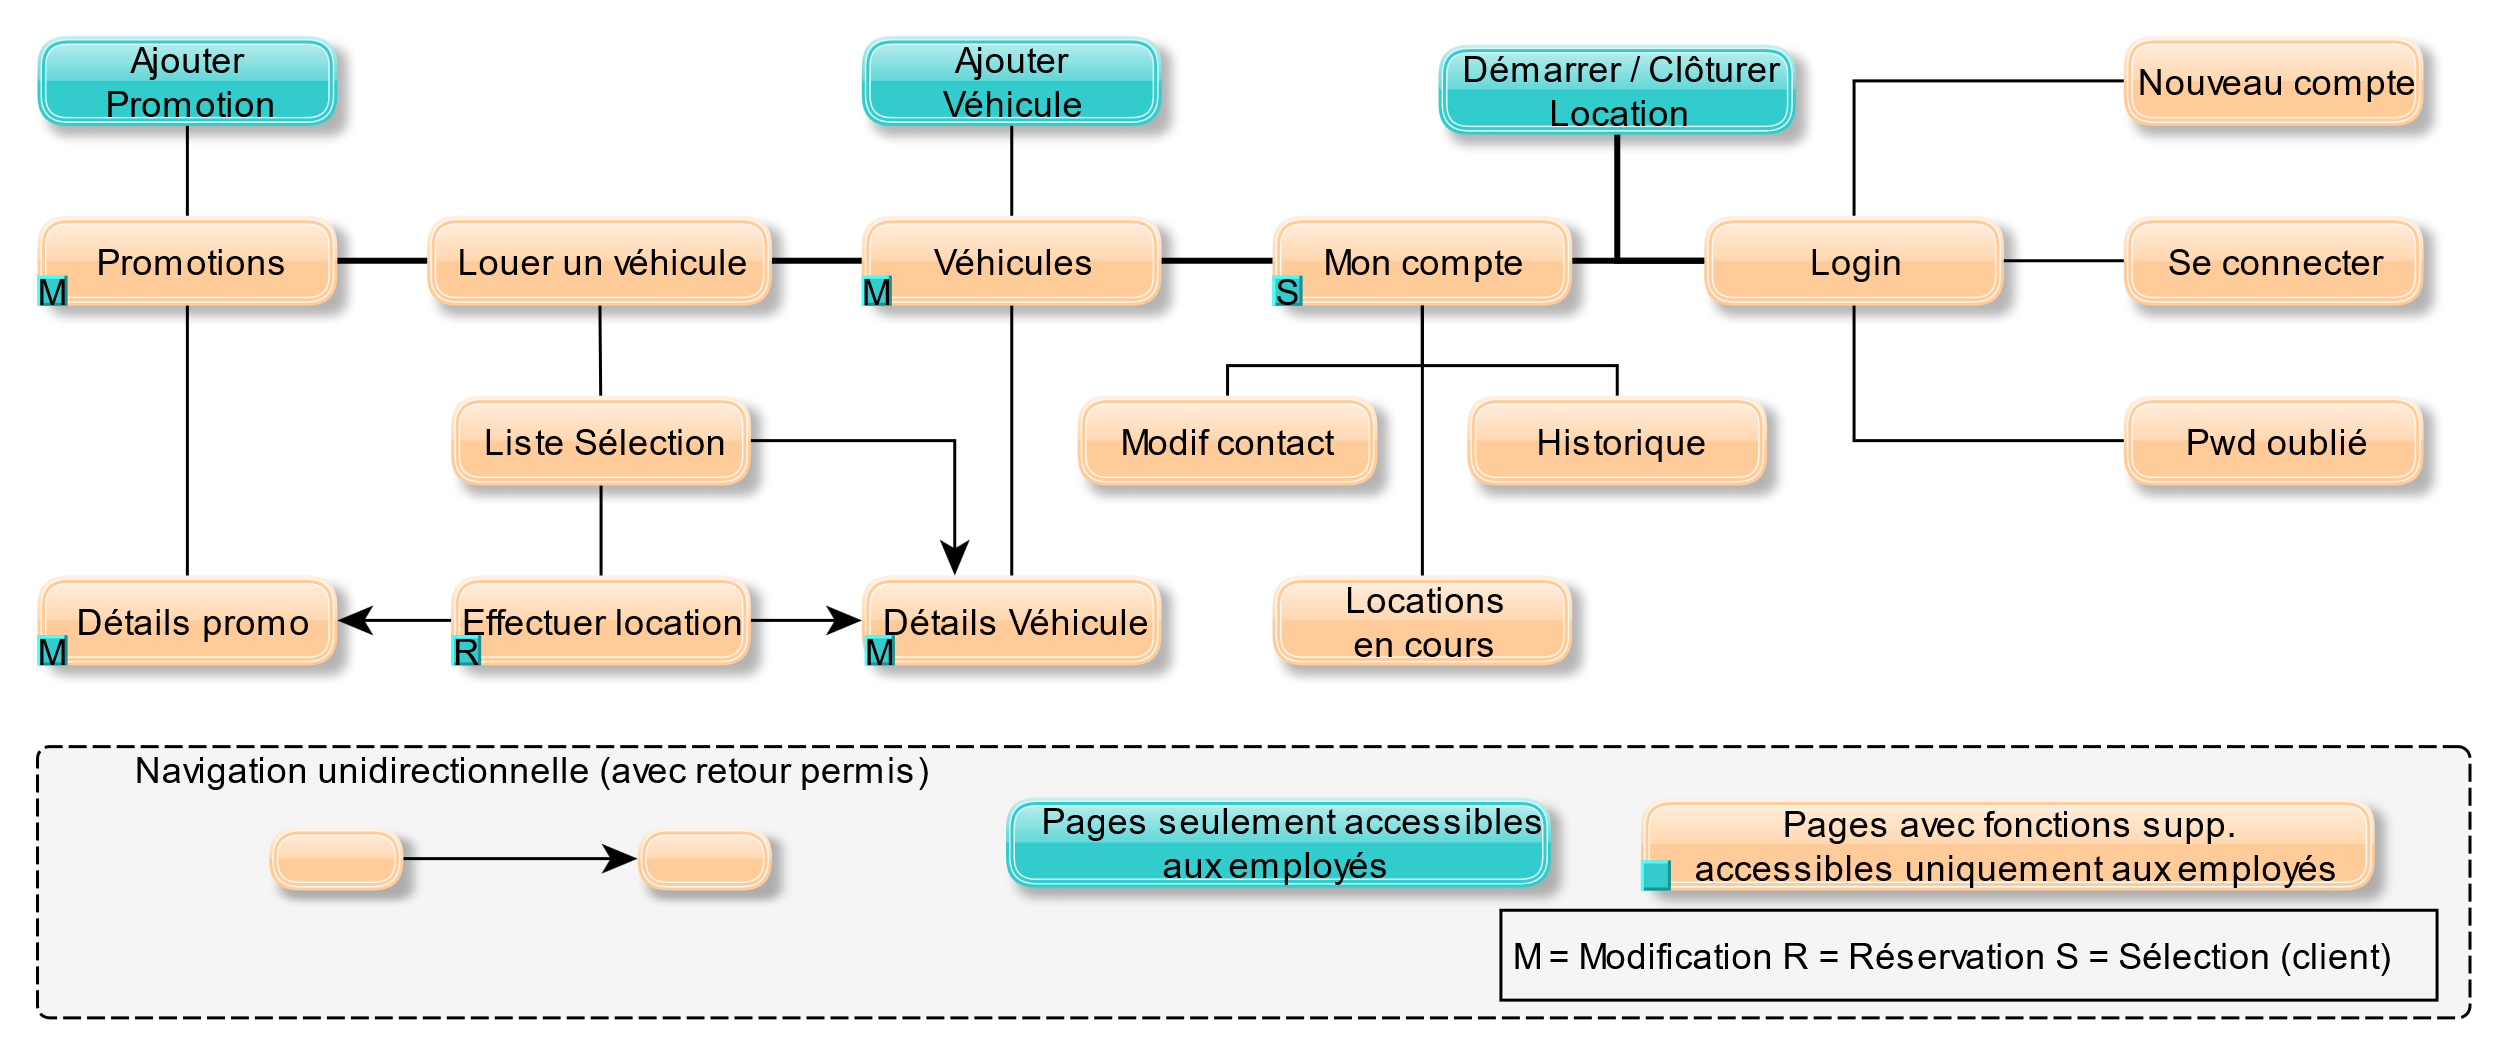 Ajouter
Promotion
Ajouter
Véhicule
Démarrer / Clôturer
Location
Nouveau compte
Promotions
M
Louer un véhicule
Véhicules
M
Mon compte
S
Login
Se connecter
Liste Sélection
Modif contact
Historique
Pwd oublié
Détails promo
M
Effectuer location
R
Détails Véhicule
M
Locations
en cours
Navigation unidirectionnelle (avec retour permis)
Pages seulement accessibles
aux employés
Pages avec fonctions supp.
accessibles uniquement aux employés
M = Modification R = Réservation S = Sélection (client)